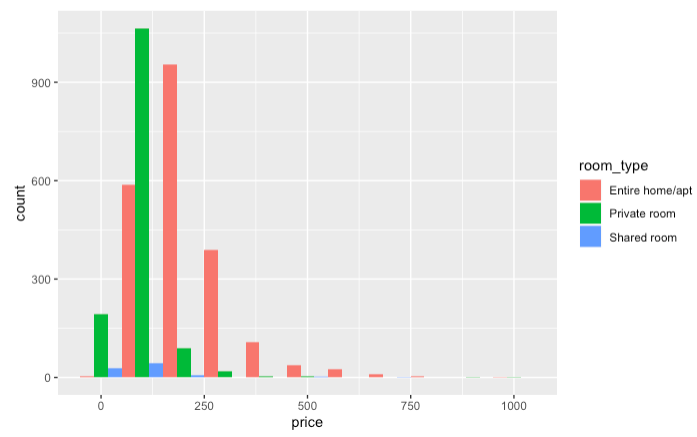 900
600
300
0
count
0 250 500 750 1000
price
room_type
Entire home/apt
Private room
Shared room